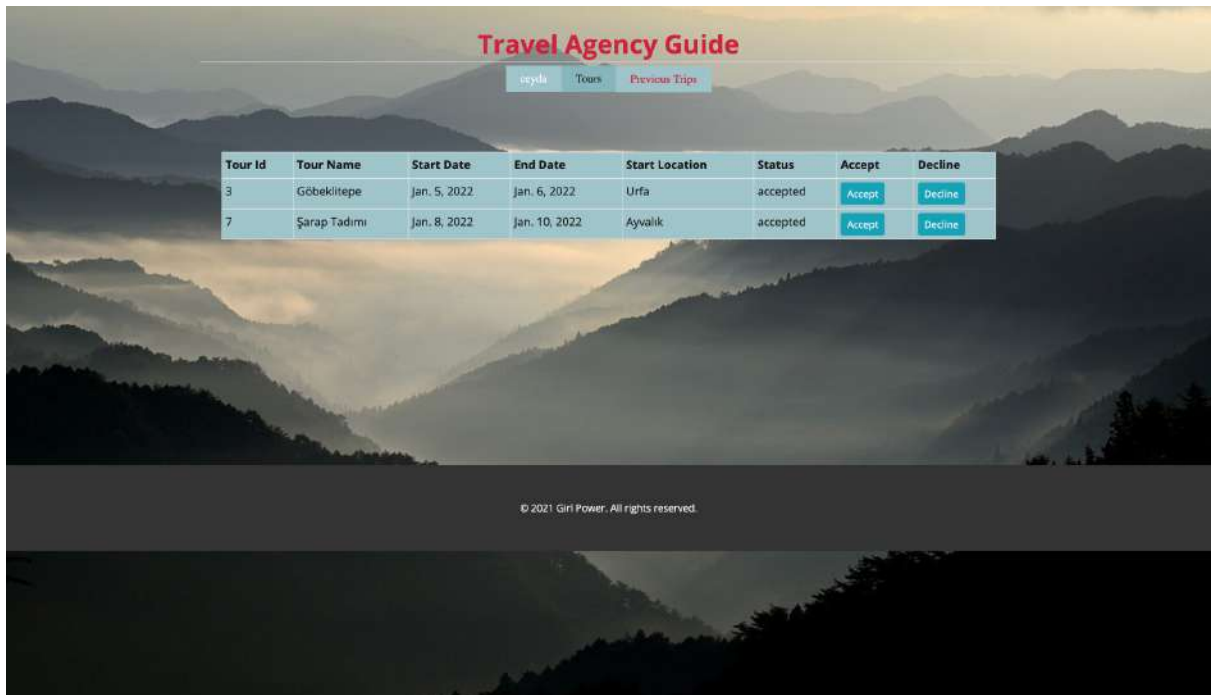 Travel Agency Guide
ceyda Tours Previous Trips
Tour Id Tour Name Start Date End Date Start Location Status Accept Decline
3 Göbeklitepe Jan. 5, 2022 Jan. 6, 2022 Urfa accepted Accept Decline
7 Şarap Tadımı Jan. 8, 2022 Jan. 10, 2022 Ayvalık accepted Accept Decline
© 2021 Girl Power. All rights reserved.